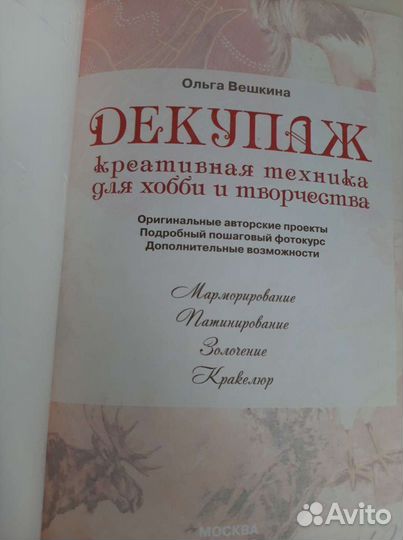 Ольга Вешкина
ДЕКУПАЖ
креативная техника
для хобби и творчества
Оригинальные авторские проекты
Подробный пошаговый фотокурс
Дополнительные возможности
Марморирование
Патинирование
Золочение
Кракелюр
МОСКВА
Avito